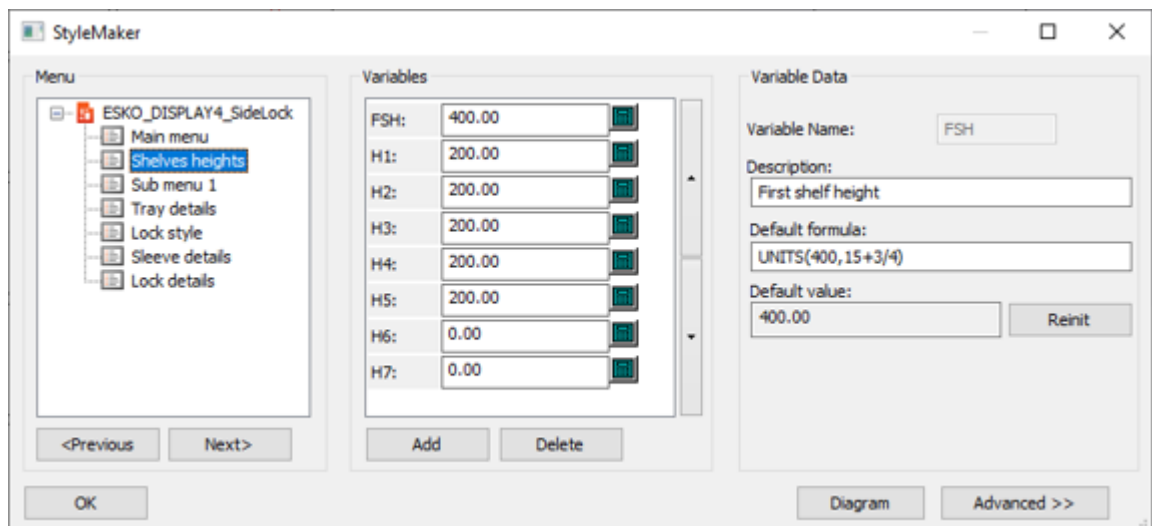 StyleMaker
Menu
ESKO_DISPLAY4_SideLock
Main menu
Shelves heights
Sub menu 1
Tray details
Lock style
Sleeve details
Lock details
<Previous
Next>
Variables
FSH: 400.00
H1: 200.00
H2: 200.00
H3: 200.00
H4: 200.00
H5: 200.00
H6: 0.00
H7: 0.00
Add
Delete
Variable Data
Variable Name: FSH
Description:
First shelf height
Default formula:
UNITS(400,15+3/4)
Default value:
400.00
Reinit
OK
Diagram
Advanced >>